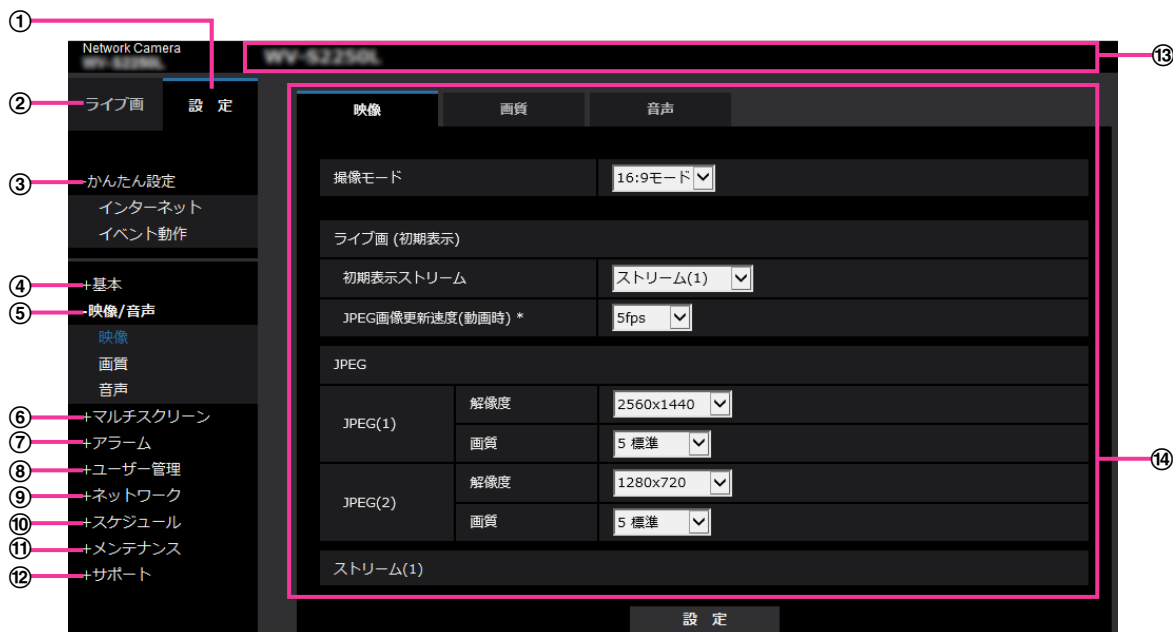 ①
Network Camera
WV-S2250L
WV-S2250L
⑬
②
ライブ画
設 定
映像
画質
音声
③
-かんたん設定
インターネット
イベント動作
撮像モード
16:9モード
ライブ画 (初期表示)
初期表示ストリーム
ストリーム(1)
JPEG画像更新速度(動画時) *
5fps
④
+基本
⑤
-映像/音声
映像
画質
音声
⑥
+マルチスクリーン
⑦
+アラーム
⑧
+ユーザー管理
⑨
+ネットワーク
⑩
+スケジュール
⑪
+メンテナンス
⑫
+サポート
JPEG
JPEG(1)
解像度
2560x1440
画質
5 標準
JPEG(2)
解像度
1280x720
画質
5 標準
⑭
ストリーム(1)
設 定